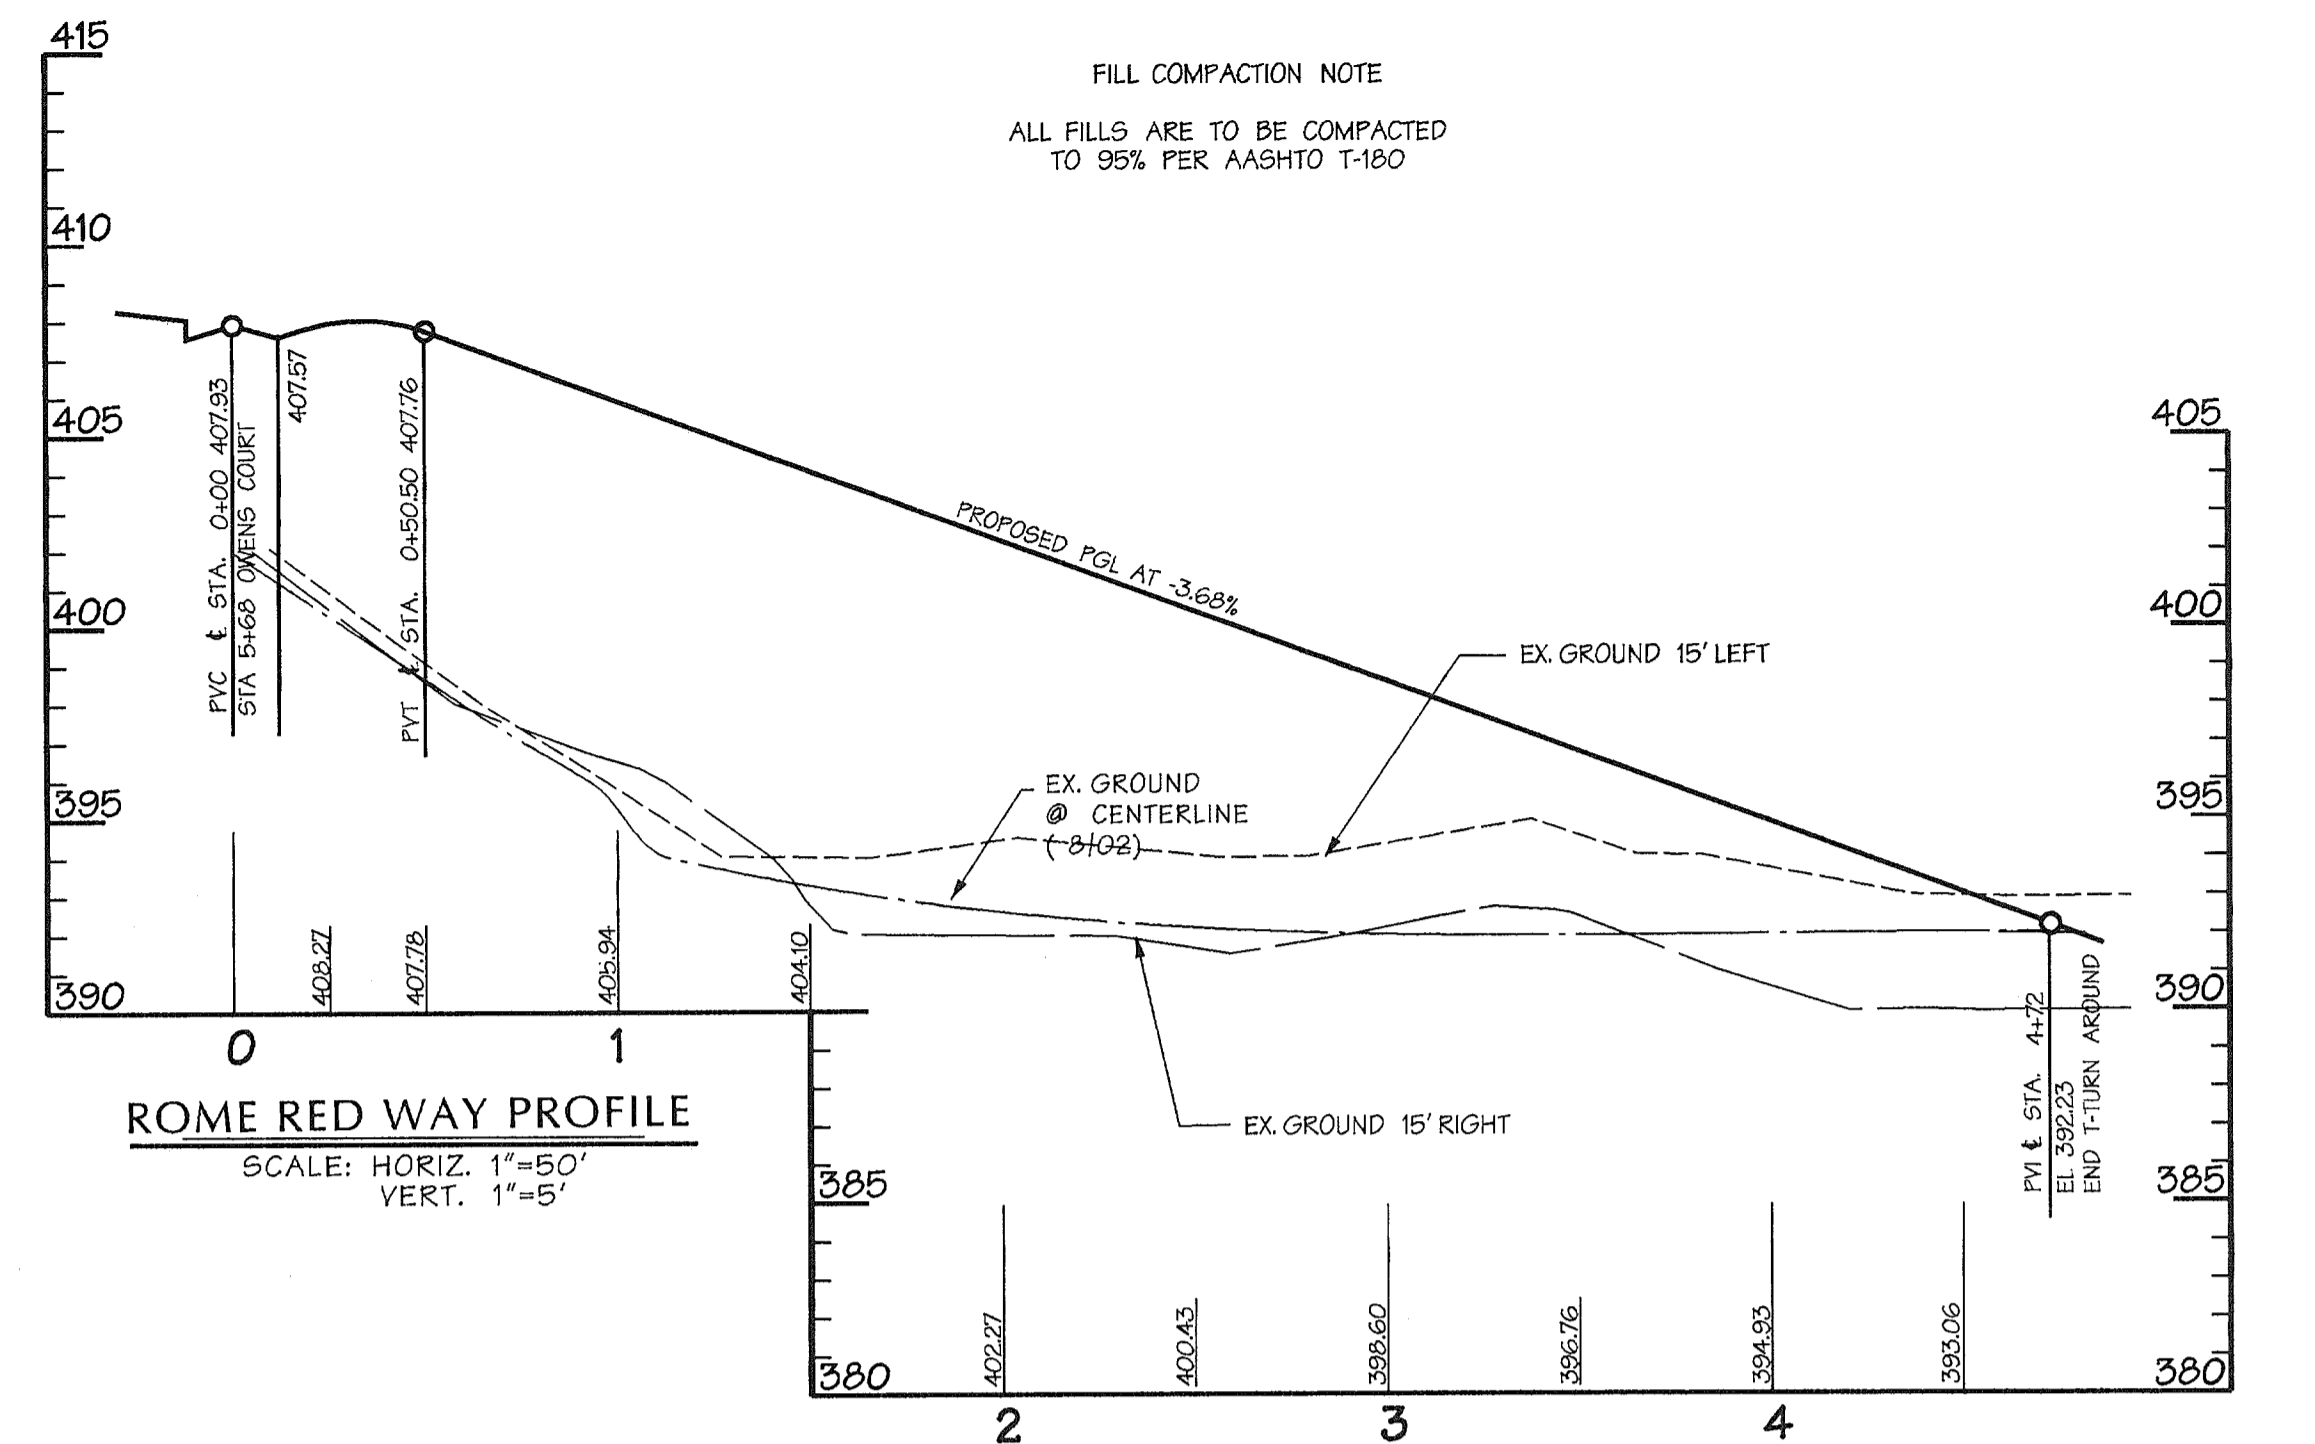 415
410
405
400
395
390
FILL COMPACTION NOTE
ALL FILLS ARE TO BE COMPACTED
TO 95% PER AASHTO T-180
PVC ℄ STA. 0+00 407.93
STA 5+68 OWENS COURT
407.57
PVT ℄ STA. 0+50.50 407.76
PROPOSED PGL AT -3.68%
EX. GROUND 15' LEFT
EX. GROUND
@ CENTERLINE
(8/02)
EX. GROUND 15' RIGHT
408.27
407.78
405.94
404.10
0
1
ROME RED WAY PROFILE
SCALE: HORIZ. 1"=50'
VERT. 1"=5'
385
380
402.27
400.43
398.60
396.76
394.93
393.06
2
3
4
PVI ℄ STA. 4+72
EL 392.23
END T-TURN AROUND
405
400
395
390
385
380